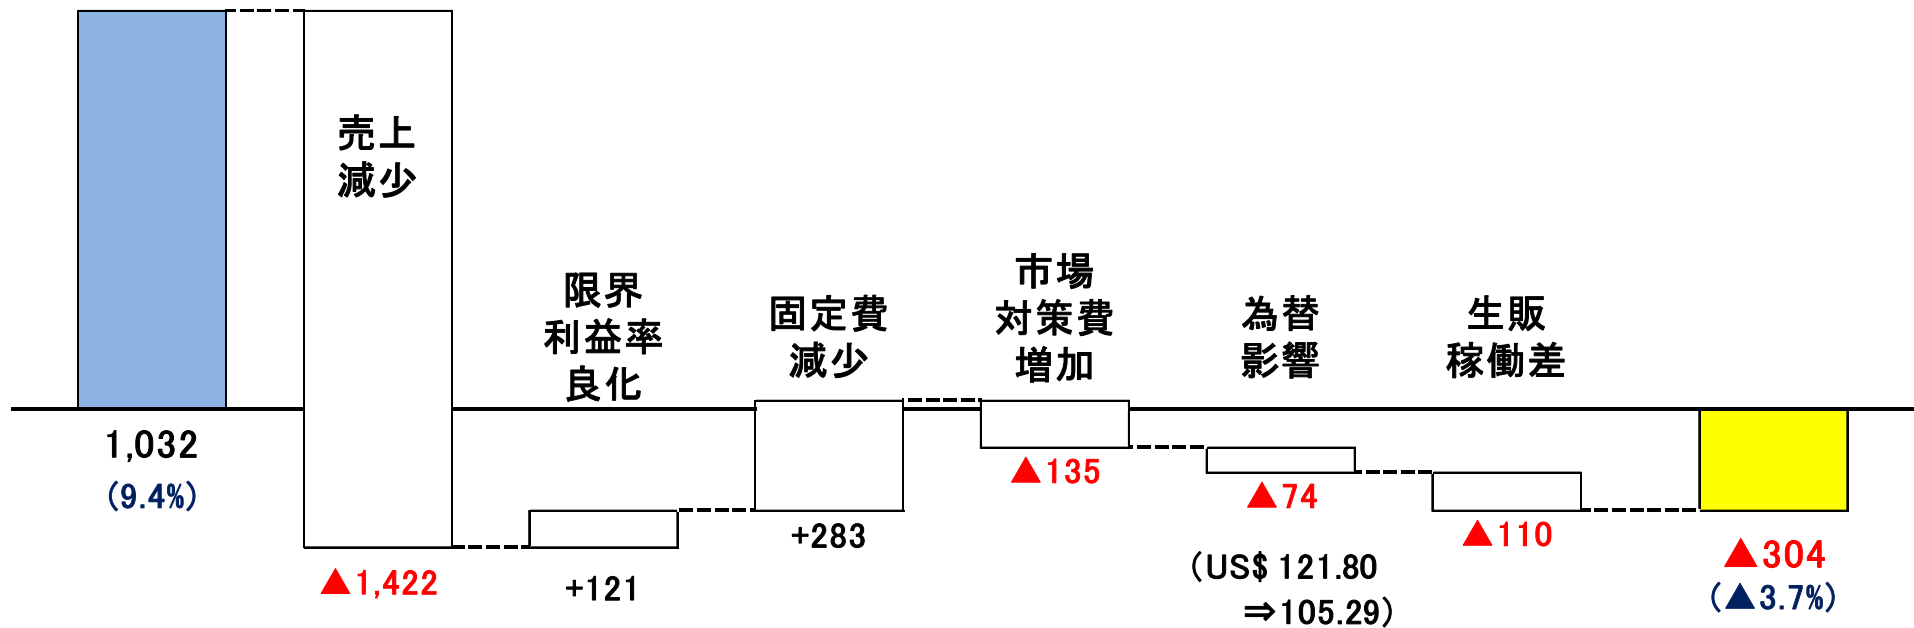 売上
減少
限界
利益率
良化
固定費
減少
市場
対策費
増加
為替
影響
生販
稼働差
1,032
(9.4%)
▲1,422
+121
+283
▲135
▲74
(US$ 121.80
⇒105.29)
▲110
▲304
(▲3.7%)